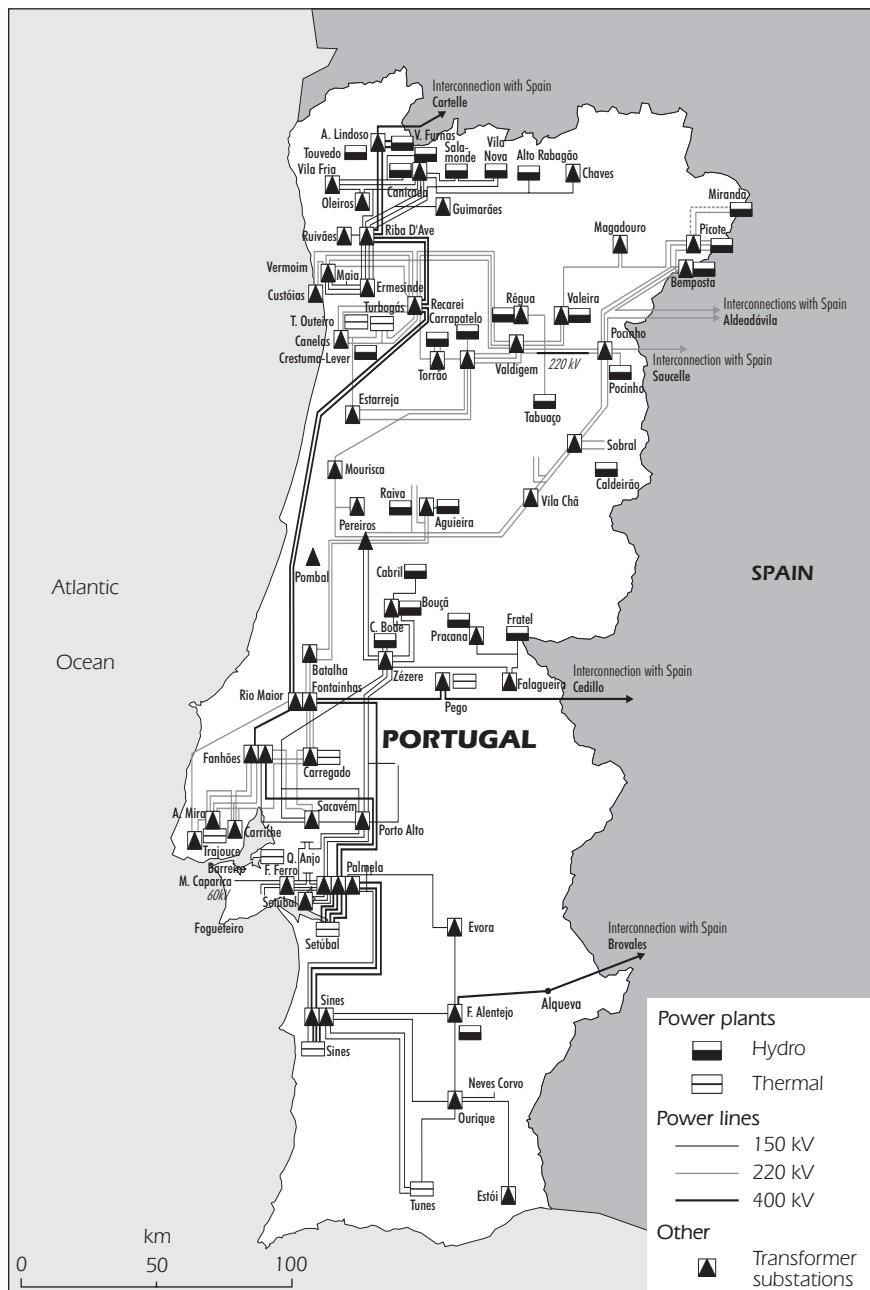 Interconnection with Spain
Cartelle
A. Lindoso
V. Furnas
Touvedo
Sala-
monde
Vila
Nova
Alto Rabagão
Vila Fria
Canicada
Chaves
Oleiros
Guimarães
Miranda
Ruivães
Riba D'Ave
Magadouro
Picote
Vermoim
Maia
Bemposta
Custóias
Ermesinde
Turbogás
Recarei
Régua
Valeira
Interconnections with Spain
Aldeadávila
T. Outeiro
Carrapatelo
Canelas
Pocinho
Crestuma-Lever
Torrão
Valdigem
220 kV
Interconnection with Spain
Saucelle
Pocinho
Estarreja
Tabuaço
Sobral
Mourisca
Caldeirão
Raiva
Vila Chã
Pereiros
Aguieira
Pombal
Cabril
SPAIN
Atlantic
Ocean
Bouçã
C. Bode
Pracana
Fratel
Batalha
Zézere
Falagueira
Interconnection with Spain
Cedillo
Rio Maior
Fontainhas
Pego
PORTUGAL
Fanhões
Carregado
A. Mira
Sacavém
Carriche
Porto Alto
Trajouce
Barreiro
Q. Anjo
F. Ferro
Palmela
M. Caparica
60kV
Setúbal
Fogueteiro
Setúbal
Evora
Interconnection with Spain
Brovales
Sines
F. Alentejo
Alqueva
Sines
Neves Corvo
Ourique
Tunes
Estói
Power plants
Hydro
Thermal
Power lines
150 kV
220 kV
400 kV
Other
Transformer
substations
km
0 50 100